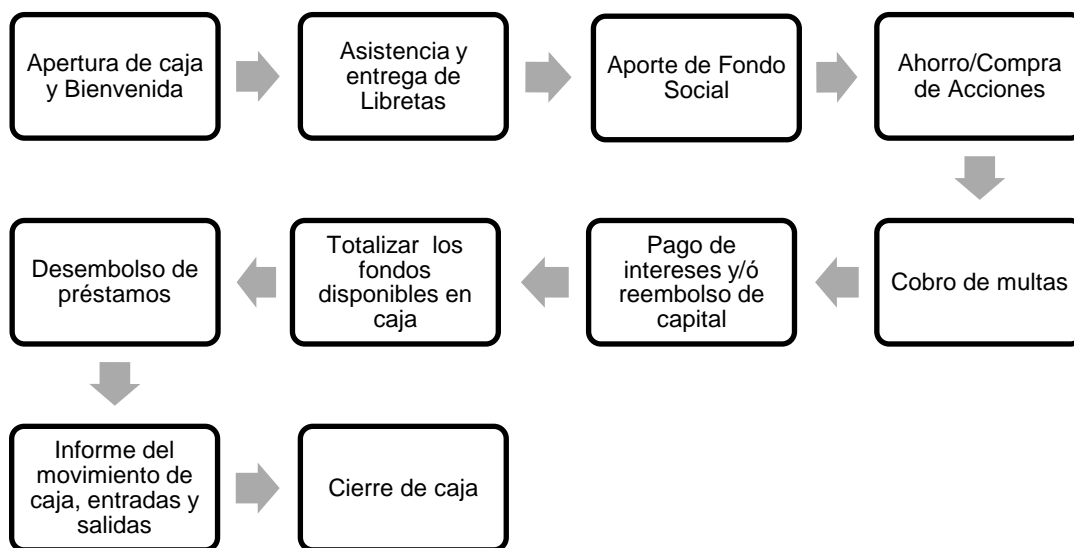 Apertura de caja
y Bienvenida
Asistencia y
entrega de
Libretas
Aporte de Fondo
Social
Ahorro/Compra
de Acciones
Cobro de multas
Pago de
intereses y/ó
reembolso de
capital
Totalizar los
fondos
disponibles en
caja
Desembolso de
préstamos
Informe del
movimiento de
caja, entradas y
salidas
Cierre de caja